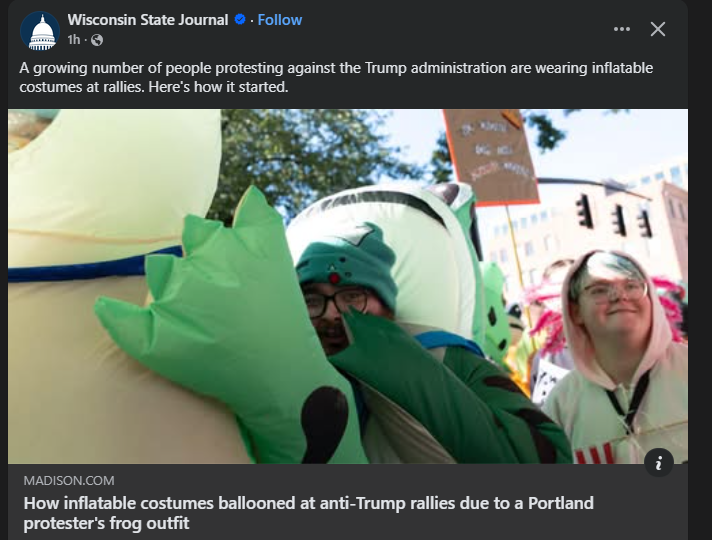 Wisconsin State Journal · Follow
1h ·
A growing number of people protesting against the Trump administration are wearing inflatable
costumes at rallies. Here's how it started.
MADISON.COM
How inflatable costumes ballooned at anti-Trump rallies due to a Portland
protester's frog outfit